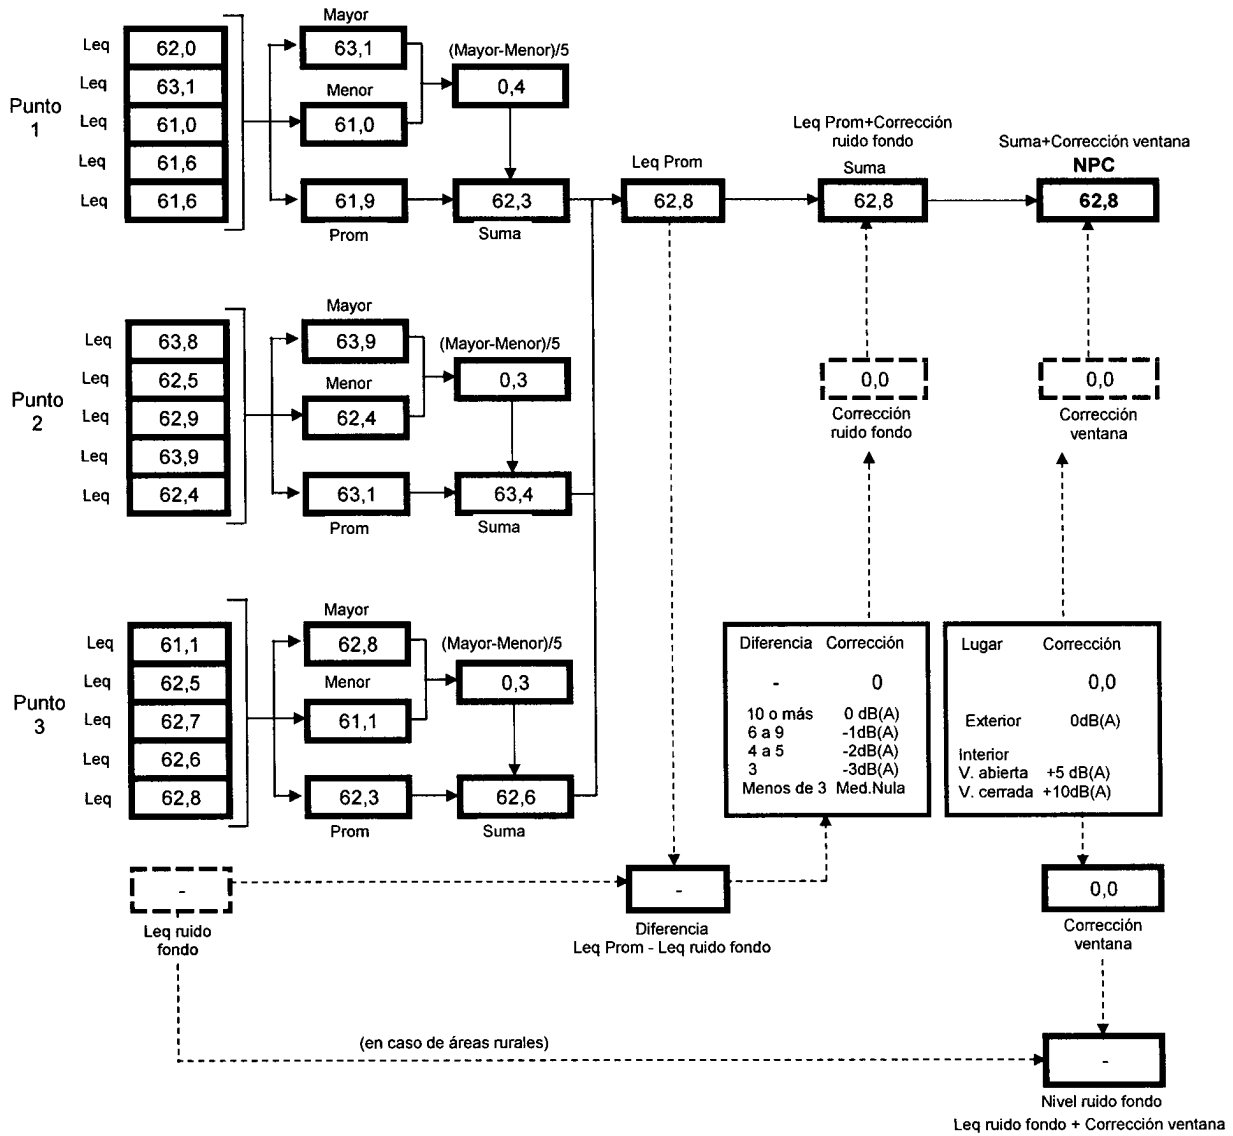 Mayor
Leq 62,0
63,1
(Mayor-Menor)/5
Leq 63,1
Menor
0,4
Punto
1
Leq 61,0
61,0
Leq 61,6
Leq 61,6
61,9
Prom
62,3
Suma
Leq Prom
62,8
Leq Prom+Corrección
ruido fondo
Suma
62,8
Suma+Corrección ventana
NPC
62,8
Mayor
Leq 63,8
63,9
(Mayor-Menor)/5
Leq 62,5
Menor
0,3
Punto
2
Leq 62,9
62,4
Leq 63,9
Leq 62,4
63,1
Prom
63,4
Suma
0,0
Corrección
ruido fondo
0,0
Corrección
ventana
Mayor
Leq 61,1
62,8
(Mayor-Menor)/5
Leq 62,5
Menor
0,3
Punto
3
Leq 62,7
61,1
Leq 62,6
Leq 62,8
62,3
Prom
62,6
Suma
Diferencia Corrección
- 0
10 o más 0 dB(A)
6 a 9 -1dB(A)
4 a 5 -2dB(A)
3 -3dB(A)
Menos de 3 Med.Nula
Lugar Corrección
0,0
Exterior 0dB(A)
Interior
V. abierta +5 dB(A)
V. cerrada +10dB(A)
-
Leq ruido
fondo
-
Diferencia
Leq Prom - Leq ruido fondo
0,0
Corrección
ventana
(en caso de áreas rurales)
-
Nivel ruido fondo
Leq ruido fondo + Corrección ventana